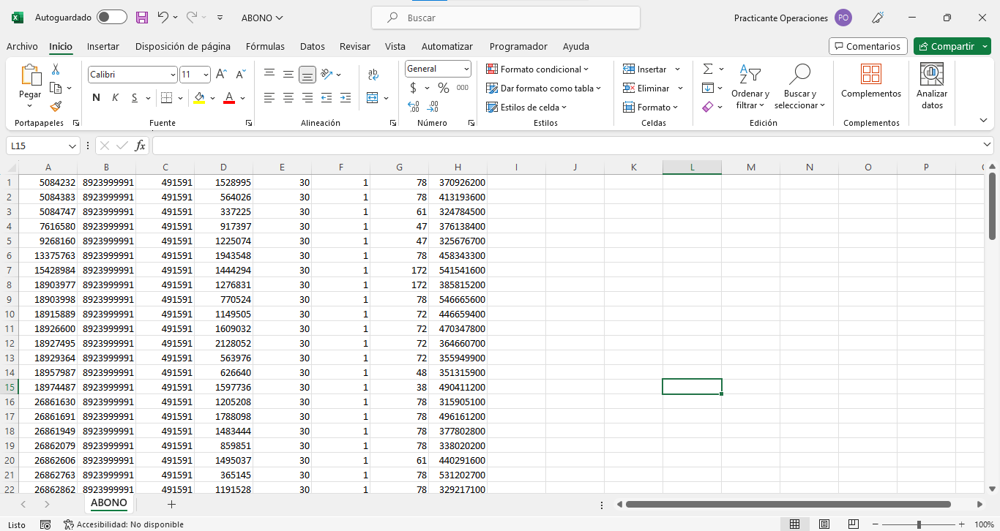 Autoguardado ABONO Buscar Practicante Operaciones PO
Archivo Inicio Insertar Disposición de página Fórmulas Datos Revisar Vista Automatizar Programador Ayuda Comentarios Compartir
Pegar
Portapapeles
Calibri 11
N K S
Fuente
ab
Alineación
General
$ % 000
Número
Formato condicional
Dar formato como tabla
Estilos de celda
Estilos
Insertar
Eliminar
Formato
Celdas
Ordenar y filtrar
Buscar y seleccionar
Edición
Complementos
Complementos
Analizar datos
L15 fx
A B C D E F G H I J K L M N O P
1 5084232 8923999991 491591 1528995 30 1 78 370926200
2 5084383 8923999991 491591 564026 30 1 78 413193600
3 5084747 8923999991 491591 337225 30 1 61 324784500
4 7616580 8923999991 491591 917397 30 1 47 376138400
5 9268160 8923999991 491591 1225074 30 1 47 325676700
6 13375763 8923999991 491591 1943548 30 1 78 458343300
7 15428984 8923999991 491591 1444294 30 1 172 541541600
8 18903977 8923999991 491591 1276831 30 1 172 385815200
9 18903998 8923999991 491591 770524 30 1 78 546665600
10 18915889 8923999991 491591 1149505 30 1 72 446659400
11 18926600 8923999991 491591 1609032 30 1 72 470347800
12 18927495 8923999991 491591 2128052 30 1 72 364660700
13 18929364 8923999991 491591 563976 30 1 72 355949900
14 18957987 8923999991 491591 626640 30 1 48 351315900
15 18974487 8923999991 491591 1597736 30 1 38 490411200
16 26861630 8923999991 491591 1205208 30 1 78 315905100
17 26861691 8923999991 491591 1788098 30 1 78 496161200
18 26861949 8923999991 491591 1483444 30 1 78 377802800
19 26862079 8923999991 491591 859851 30 1 78 338020200
20 26862606 8923999991 491591 1495037 30 1 61 440291600
21 26862763 8923999991 491591 365145 30 1 78 531202700
22 26862862 8923999991 491591 1191528 30 1 78 329217100
ABONO
Listo Accesibilidad: No disponible 100%